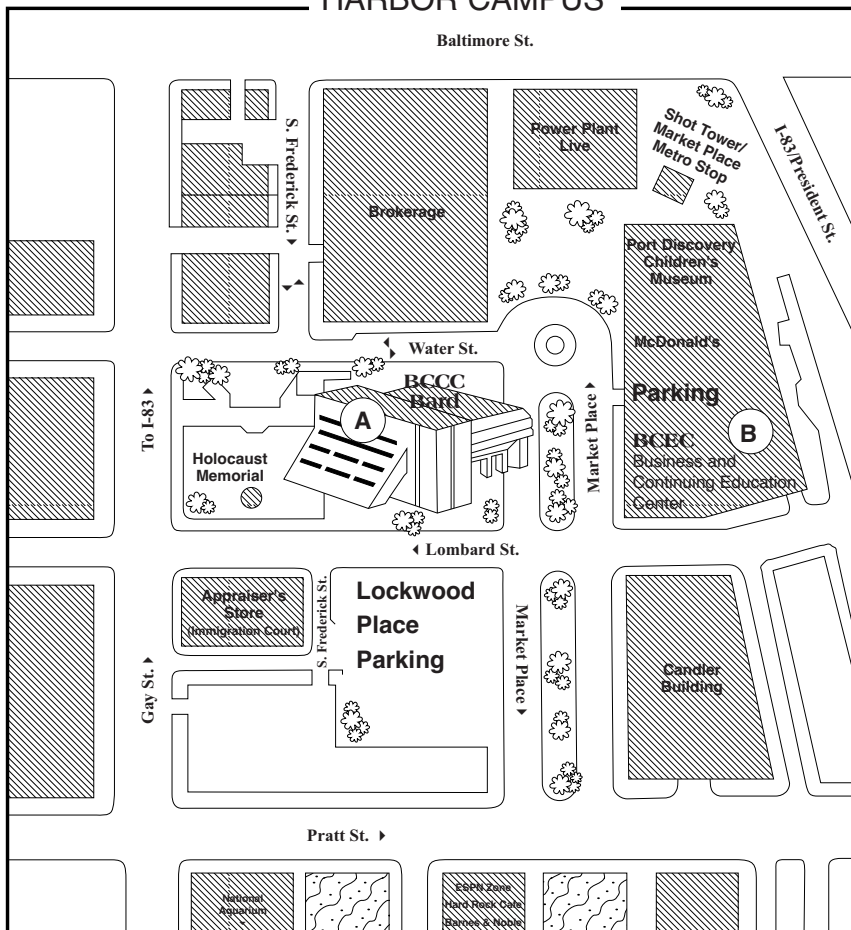 HARBOR CAMPUS
Baltimore St.
S. Frederick St.
Power Plant
Live
Shot Tower/
Market Place
Metro Stop
I-83/President St.
Brokerage
Port Discovery
Children's
Museum
Water St.
McDonald's
To I-83
BCCC
Bard
A
Market Place
Parking
BCEC
B
Business and
Continuing Education
Center
Holocaust
Memorial
Lombard St.
Appraiser's
Store
(Immigration Court)
S. Frederick St.
Lockwood
Place
Parking
Market Place
Candler
Building
Gay St.
Pratt St.
National
Aquarium
ESPN Zone
Hard Rock Cafe
Barnes & Noble